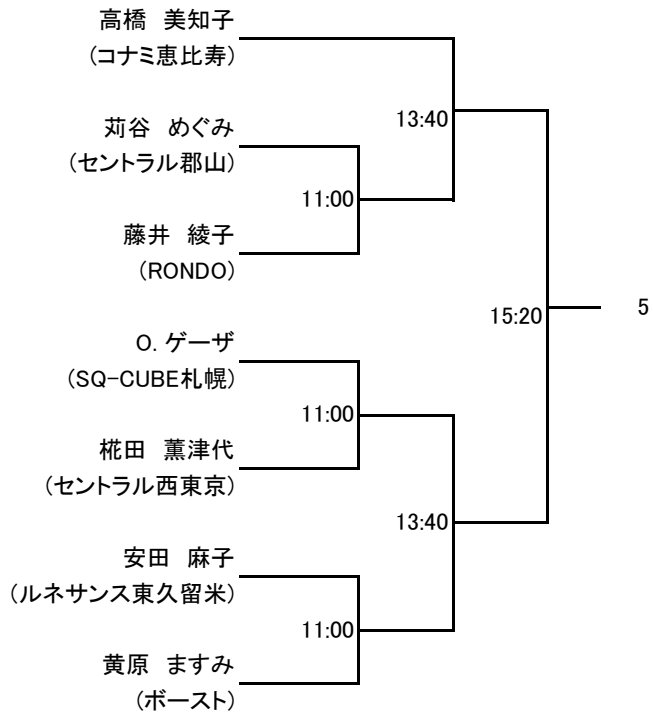 高橋　美知子
(コナミ恵比寿)
13:40
苅谷　めぐみ
(セントラル郡山)
11:00
藤井　綾子
(RONDO)
15:20
5
O. ゲーザ
(SQ-CUBE札幌)
11:00
椛田　薫津代
(セントラル西東京)
13:40
安田　麻子
(ルネサンス東久留米)
11:00
黄原　ますみ
(ボースト)